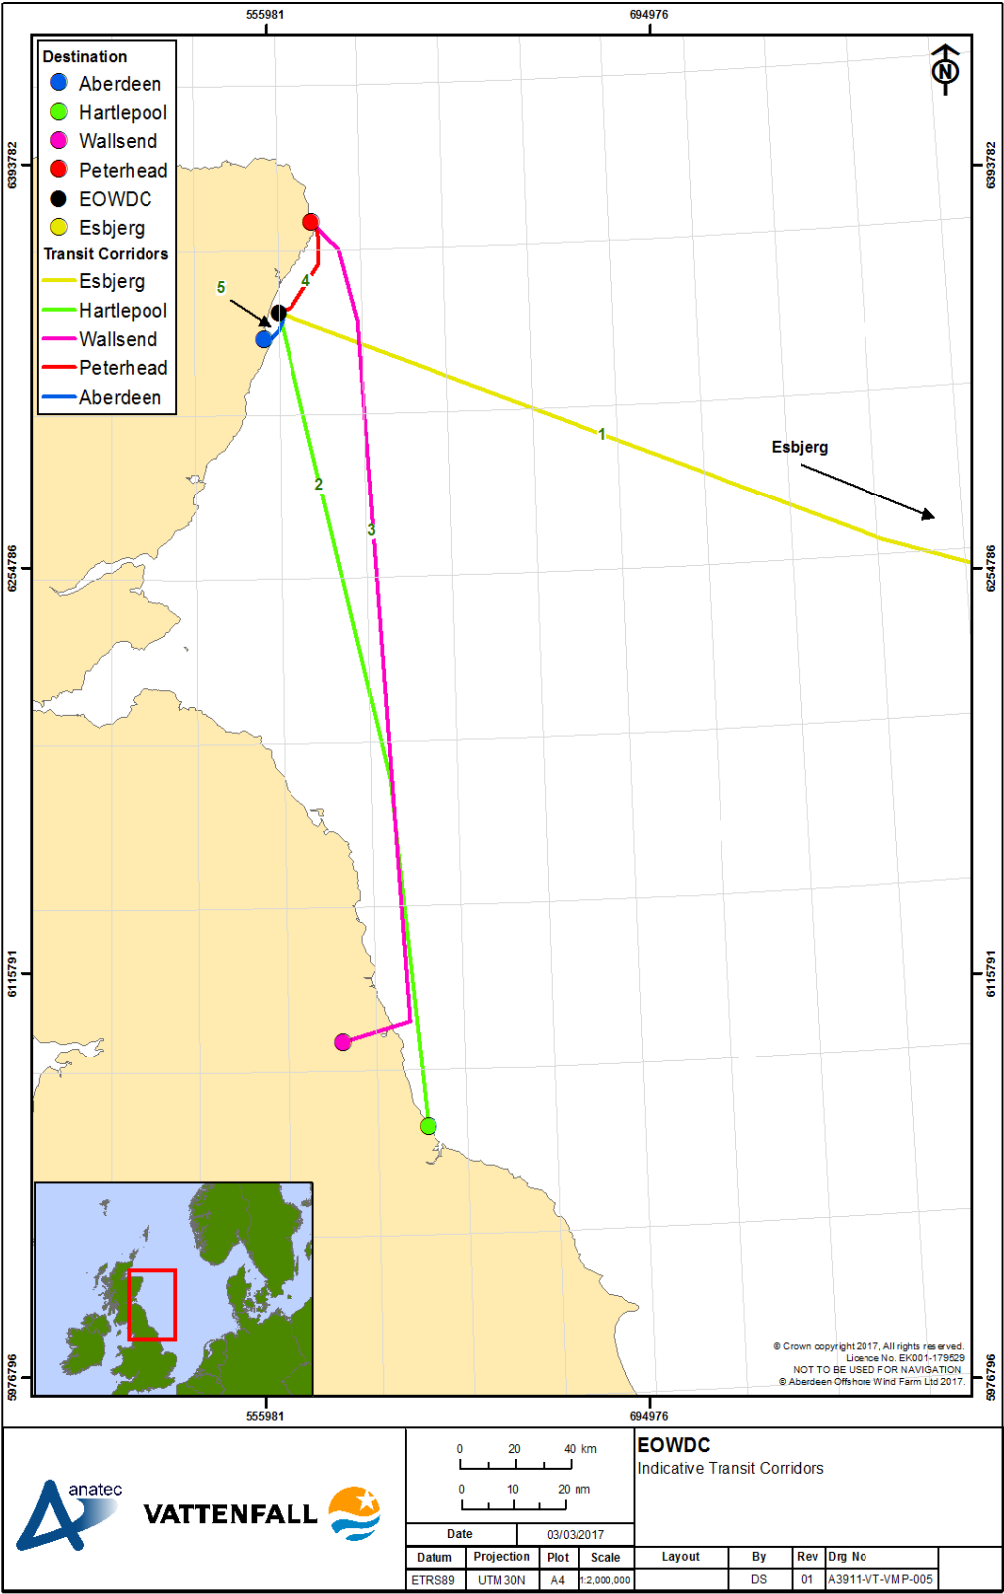 555981
694976
Destination
Aberdeen
Hartlepool
Wallsend
Peterhead
EOWDC
Esbjerg
Transit Corridors
Esbjerg
Hartlepool
Wallsend
Peterhead
Aberdeen
N
6393782
6393782
5
4
1
Esbjerg
2
3
6254786
6254786
6115791
6115791
© Crown copyright 2017, All rights reserved.
Licence No. EK001-179529
NOT TO BE USED FOR NAVIGATION
© Aberdeen Offshore Wind Farm Ltd 2017.
5976796
5976796
555981
694976
anatec
VATTENFALL
0 20 40 km
0 10 20 nm
EOWDC
Indicative Transit Corridors
Date 03/03/2017
Datum Projection Plot Scale Layout By Rev Drg No
ETRS89 UTM30N A4 1:2,000,000 DS 01 A3911-VT-VMP-005